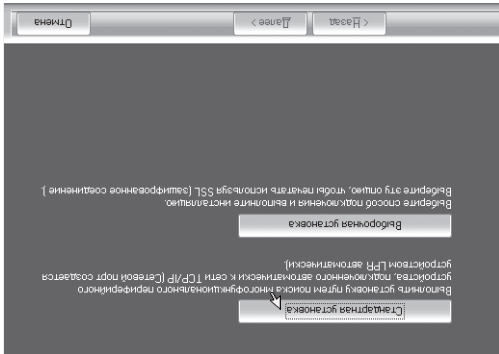 Стандартная установка
Выполнить установку путем поиска многофункционального периферийного
устройства, подключенного автоматически к сети TCP/IP (Сетевой порт создается
устройством LPR автоматически).
Выборочная установка
Выберите способ подключения и выполните инсталляцию.
Выберите эту опцию, чтобы печатать используя SSL (зашифрованное соединение ).
< Назад
Далее >
Отмена